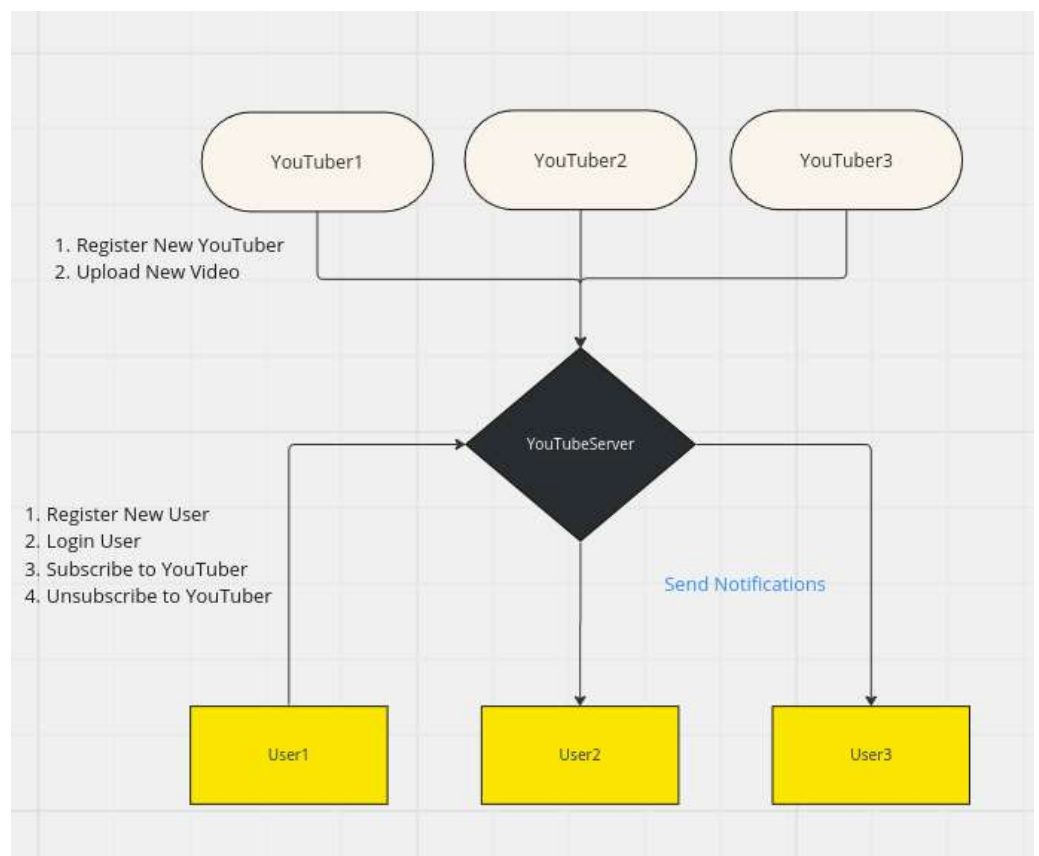 YouTuber1
YouTuber2
YouTuber3
1. Register New YouTuber
2. Upload New Video
YouTubeServer
1. Register New User
2. Login User
3. Subscribe to YouTuber
4. Unsubscribe to YouTuber
Send Notifications
User1
User2
User3